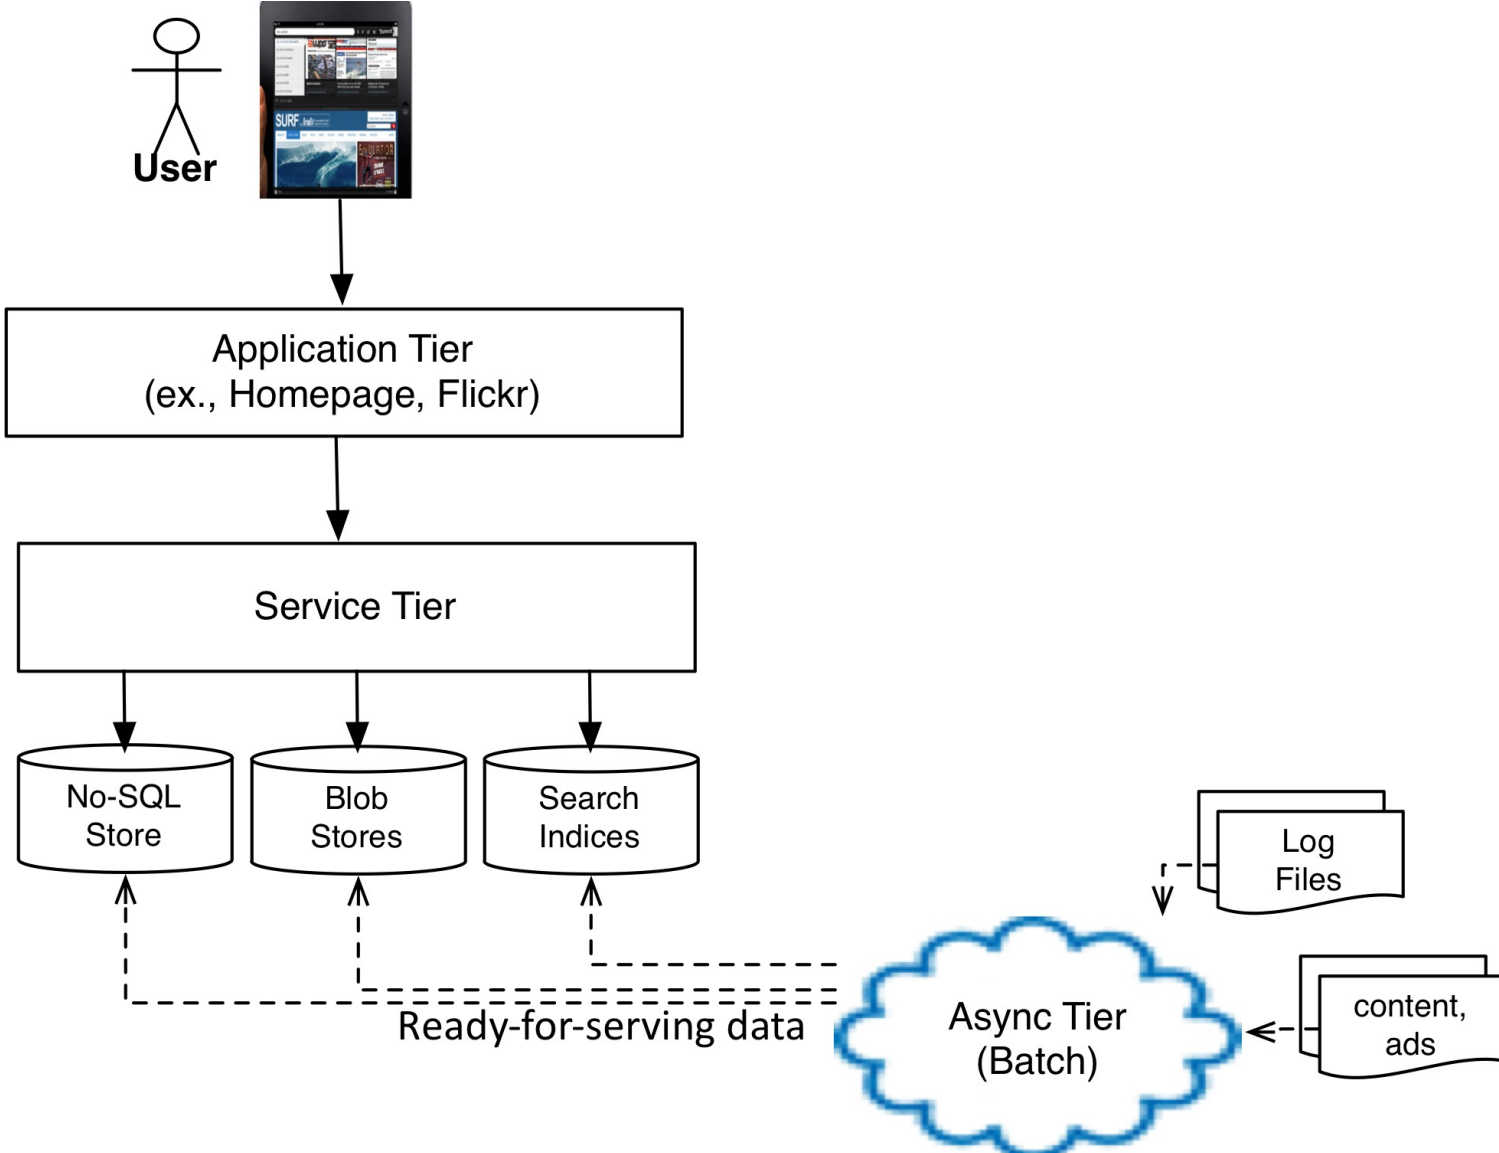 SURF
User
Application Tier
(ex., Homepage, Flickr)
Service Tier
No-SQL
Store
Blob
Stores
Search
Indices
Log
Files
content,
ads
Async Tier
(Batch)
Ready-for-serving data